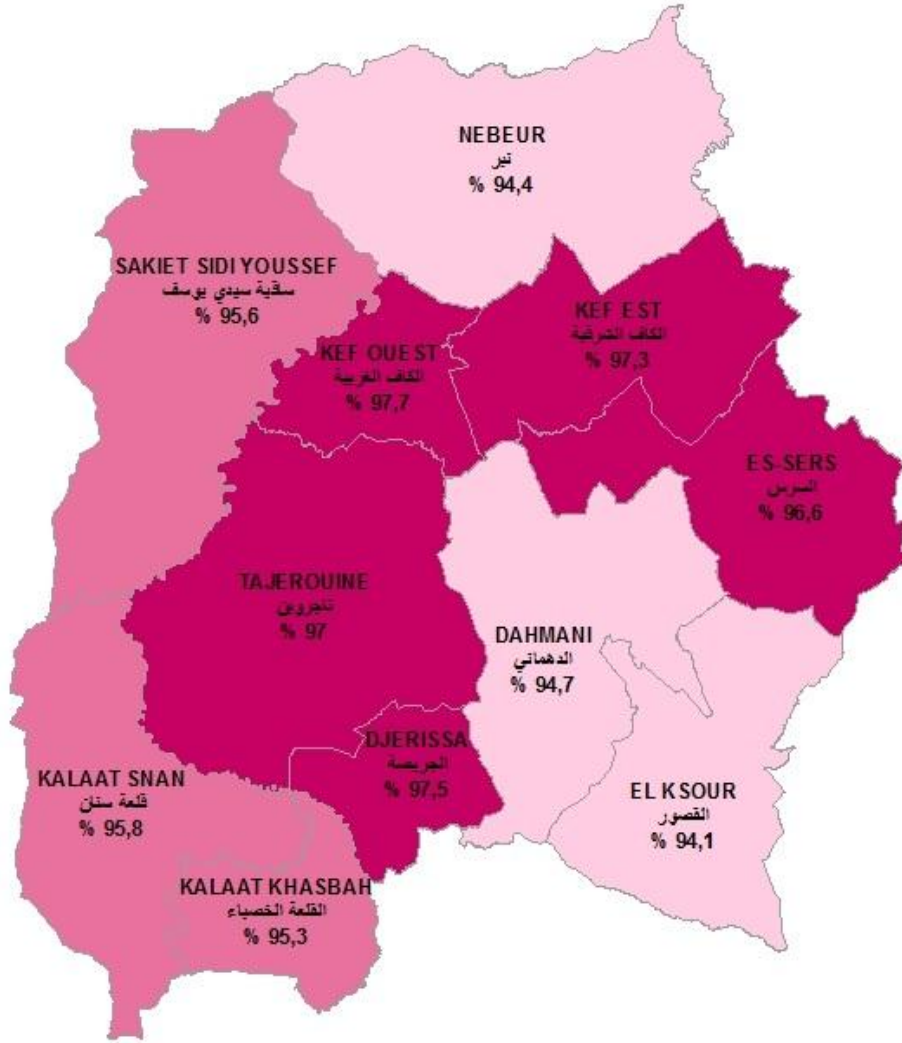 NEBEUR
نبر
% 94,4
SAKIET SIDI YOUSSEF
ساقية سيدي يوسف
% 95,6
KEF EST
الكاف الشرقية
% 97,3
KEF OUEST
الكاف الغربية
% 97,7
ES-SERS
السرس
% 96,6
TAJEROUINE
تاجروين
% 97
DAHMANI
الدهماني
% 94,7
DJERISSA
الجريصة
% 97,5
KALAAT SNAN
قلعة سنان
% 95,8
EL KSOUR
القصور
% 94,1
KALAAT KHASBAH
القلعة الخصباء
% 95,3